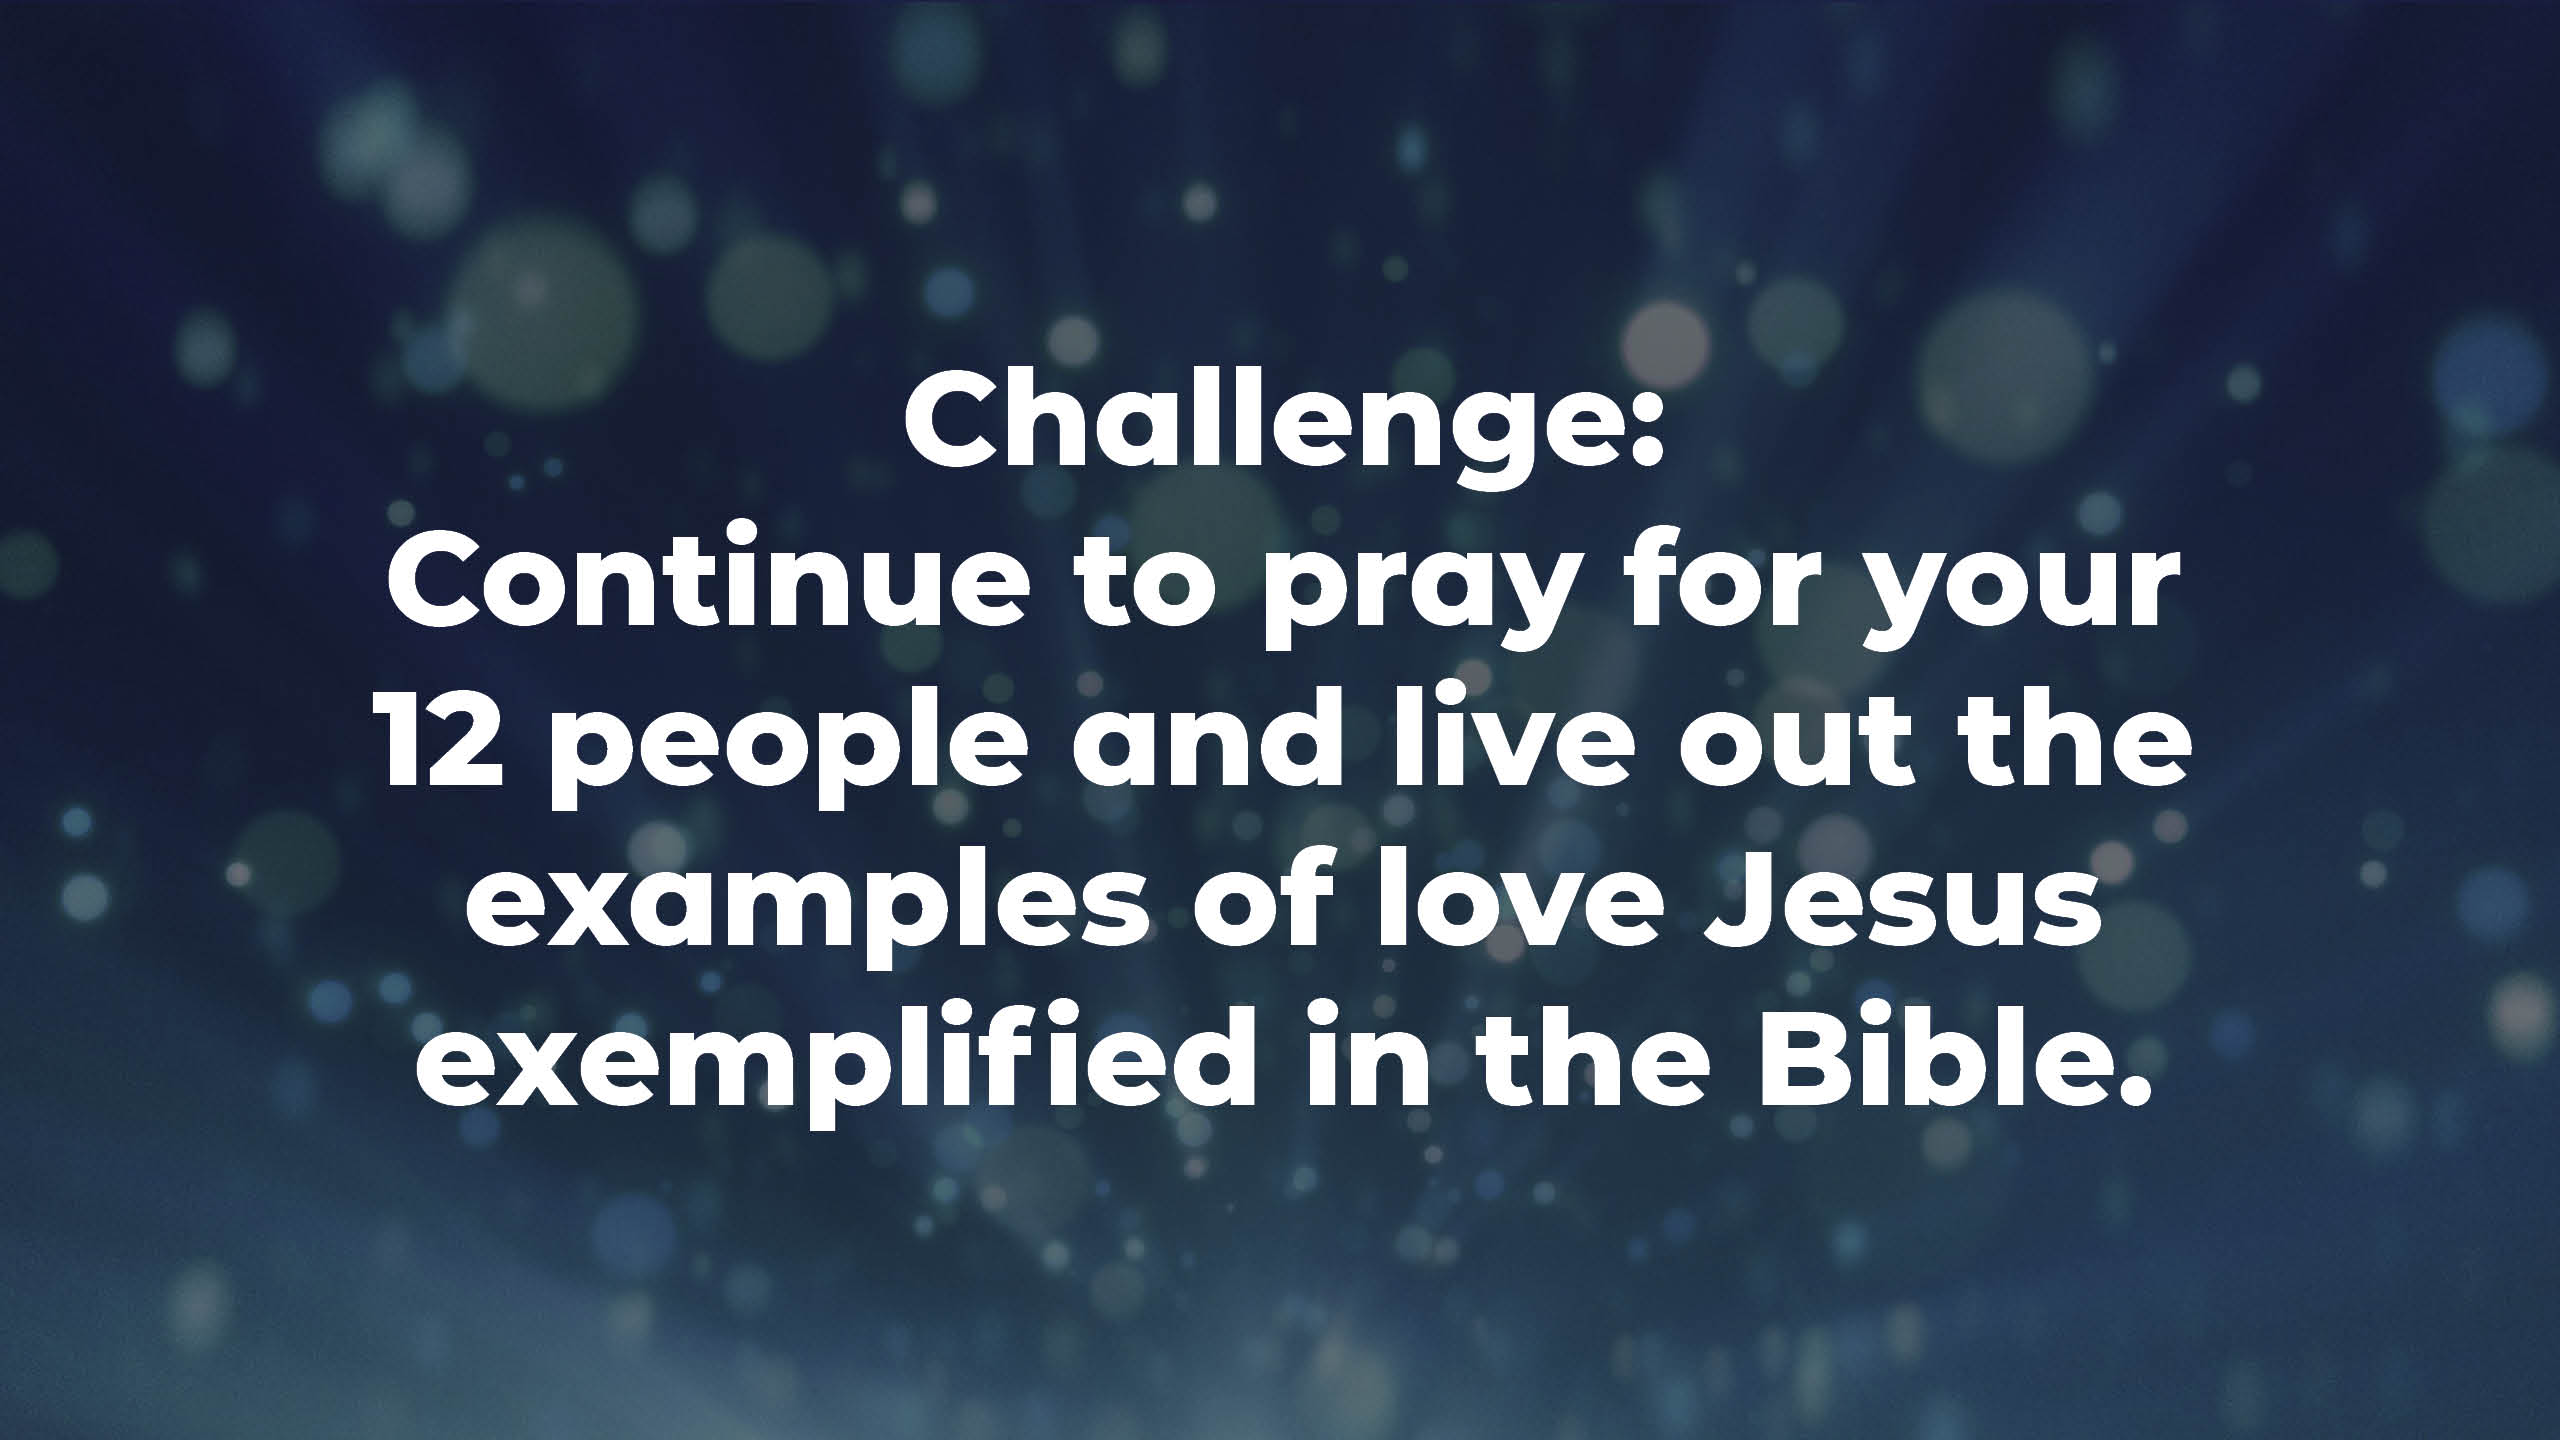 Challenge:
Continue to pray for your
12 people and live out the
examples of love Jesus
exemplified in the Bible.